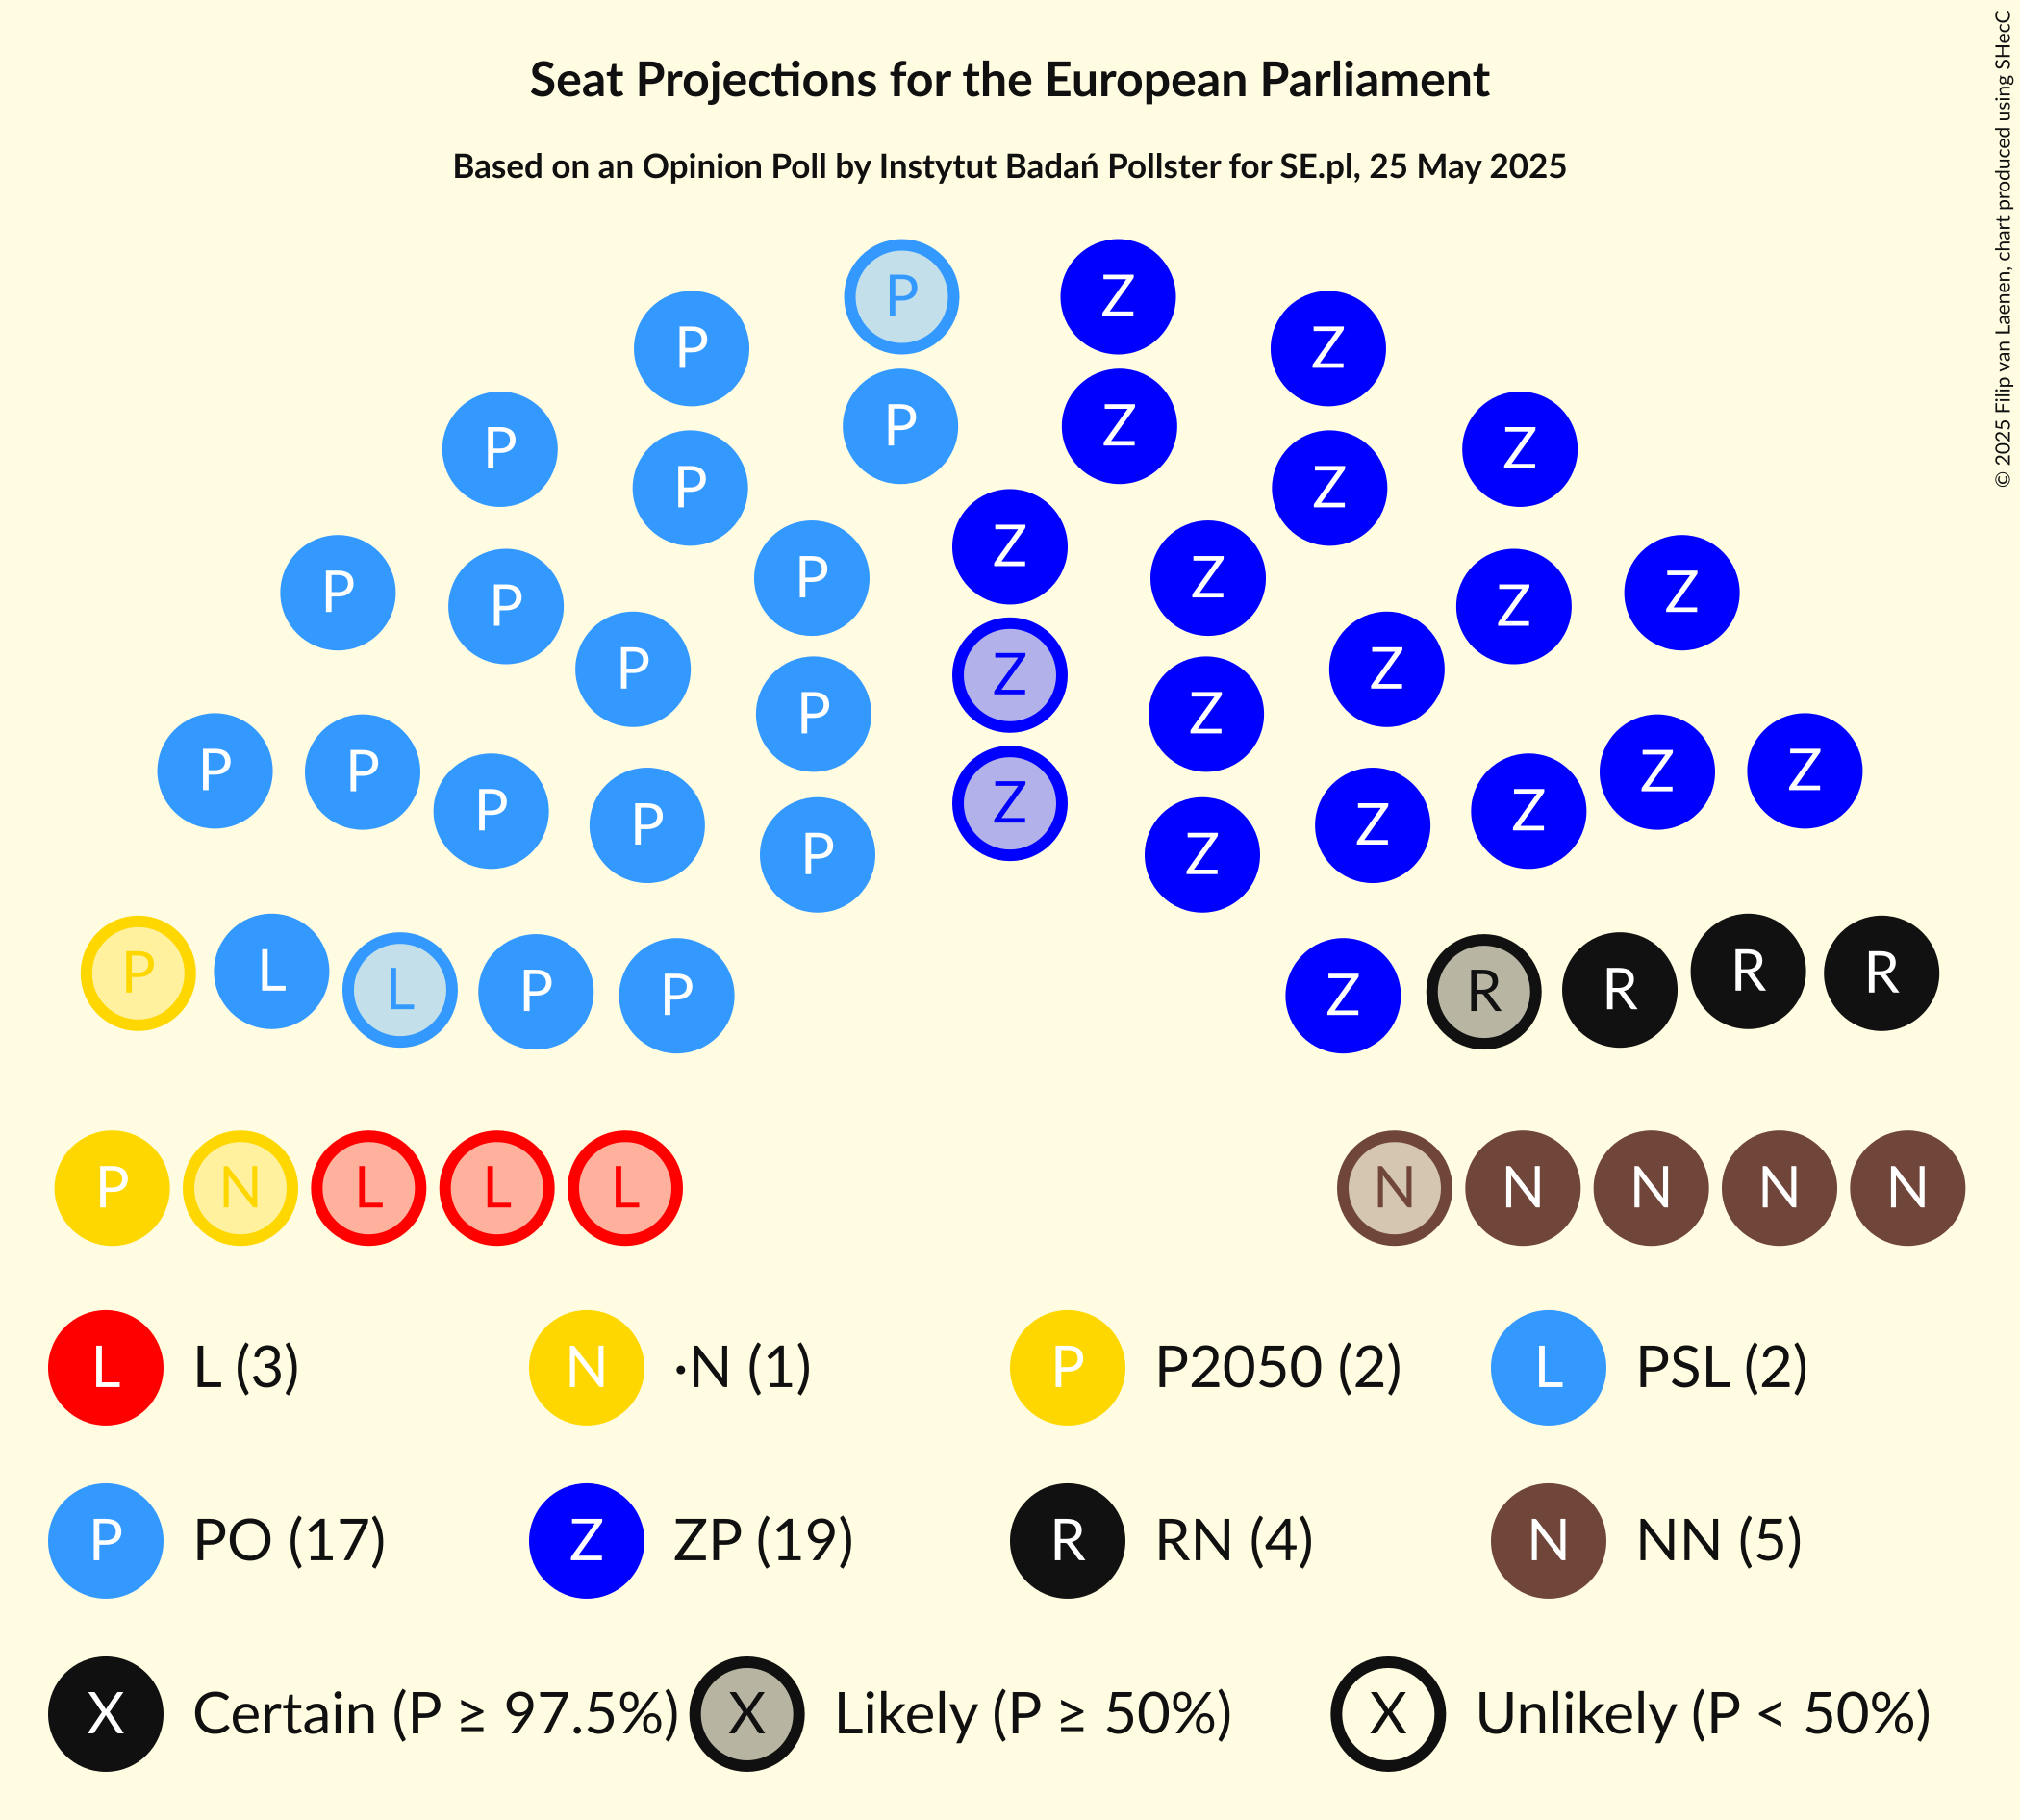 Seat Projections for the European Parliament
Based on an Opinion Poll by Instytut Badań Pollster for SE.pl, 25 May 2025
© 2025 Filip van Laenen, chart produced using SHecC
P Z
P Z
P Z
P Z
P Z
P Z
Z
P Z
P Z
P Z
P Z
Z
P Z
P Z
P Z
P Z
Z
P Z
P Z
P L L P P Z R R R R
P N L L L N N N N N
L L (3) N ·N (1) P P2050 (2) L PSL (2)
P PO (17) Z ZP (19) R RN (4) N NN (5)
X Certain (P ≥ 97.5%) X Likely (P ≥ 50%) X Unlikely (P < 50%)